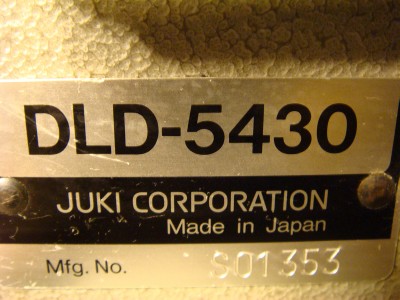 DLD-5430
JUKI CORPORATION
Made in Japan
Mfg. No. S01353